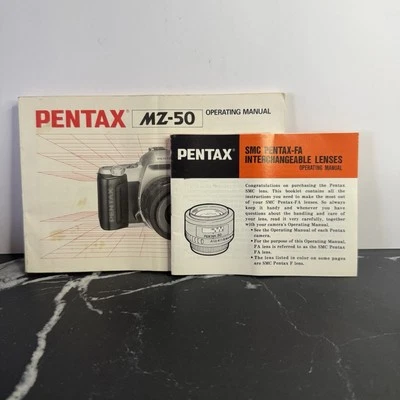 PENTAX MZ-50 OPERATING MANUAL
PENTAX
SMC PENTAX-FA
INTERCHANGEABLE LENSES
OPERATING MANUAL
Congratulations on purchasing the Pentax
SMC lens. This booklet contains all the
instructions you need to make the most out
of your SMC Pentax-FA lenses. So always
keep it handy and whenever you have
questions about the handling and care of
your lens, read it very carefully, together
with your camera's Operating Manual.
• See the Operating Manual of each Pentax
camera.
• For the purpose of this Operating Manual,
FA lens is referred to as the SMC Pentax-FA
lens.
• The lens listed in color on some pages
are SMC Pentax F lens.